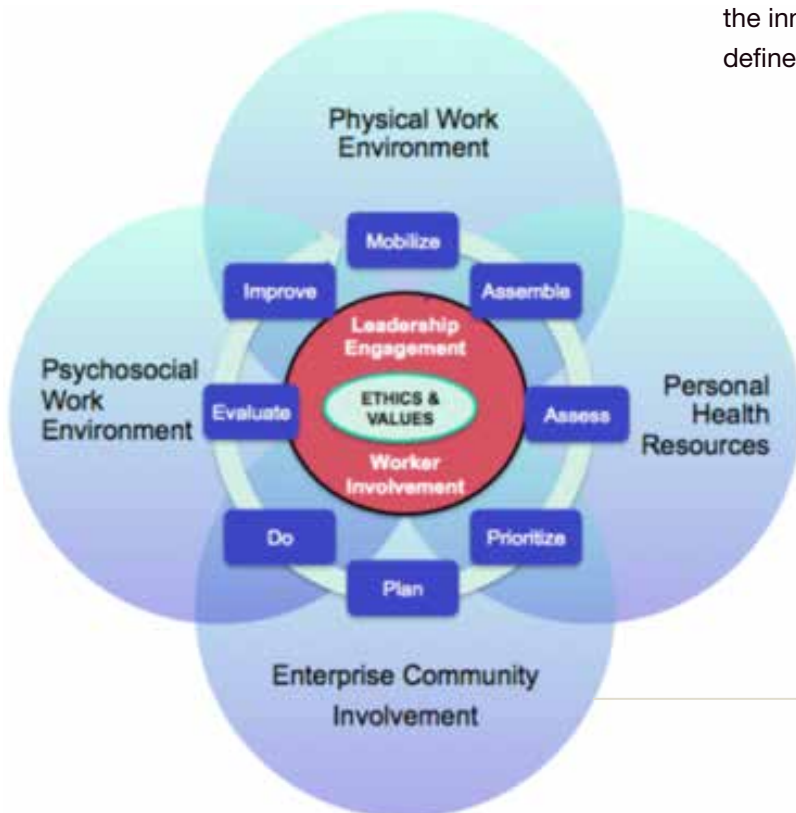 the inn
define
Physical Work
Environment
Mobilize
Improve
Assemble
Leadership
Engagement
Psychosocial
Work
Environment
Evaluate
ETHICS &
VALUES
Assess
Personal
Health
Resources
Worker
Involvement
Do
Prioritize
Plan
Enterprise Community
Involvement